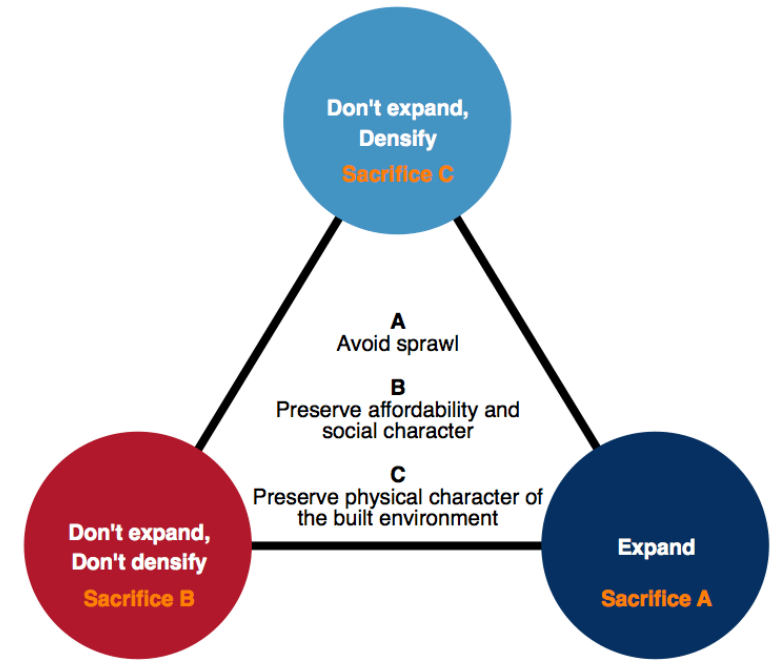 Don't expand,
Densify
Sacrifice C
A
Avoid sprawl
B
Preserve affordability and
social character
C
Preserve physical character of
the built environment
Don't expand,
Don't densify
Sacrifice B
Expand
Sacrifice A